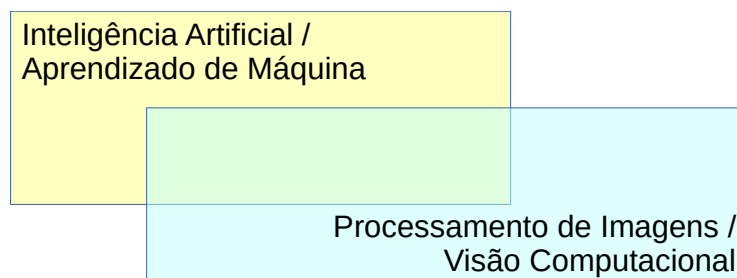 Inteligência Artificial /
Aprendizado de Máquina
Processamento de Imagens /
Visão Computacional